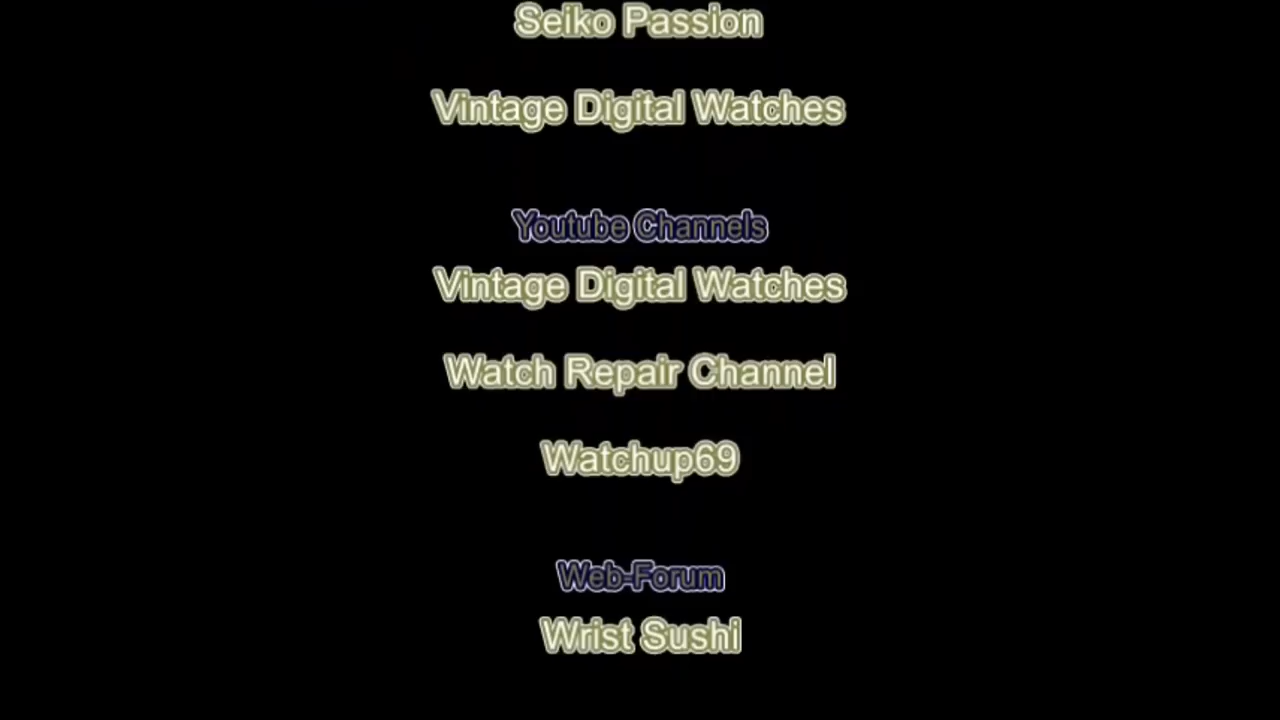 Seiko Passion
Vintage Digital Watches
Youtube Channels
Vintage Digital Watches
Watch Repair Channel
Watchup69
Web-Forum
Wrist Sushi